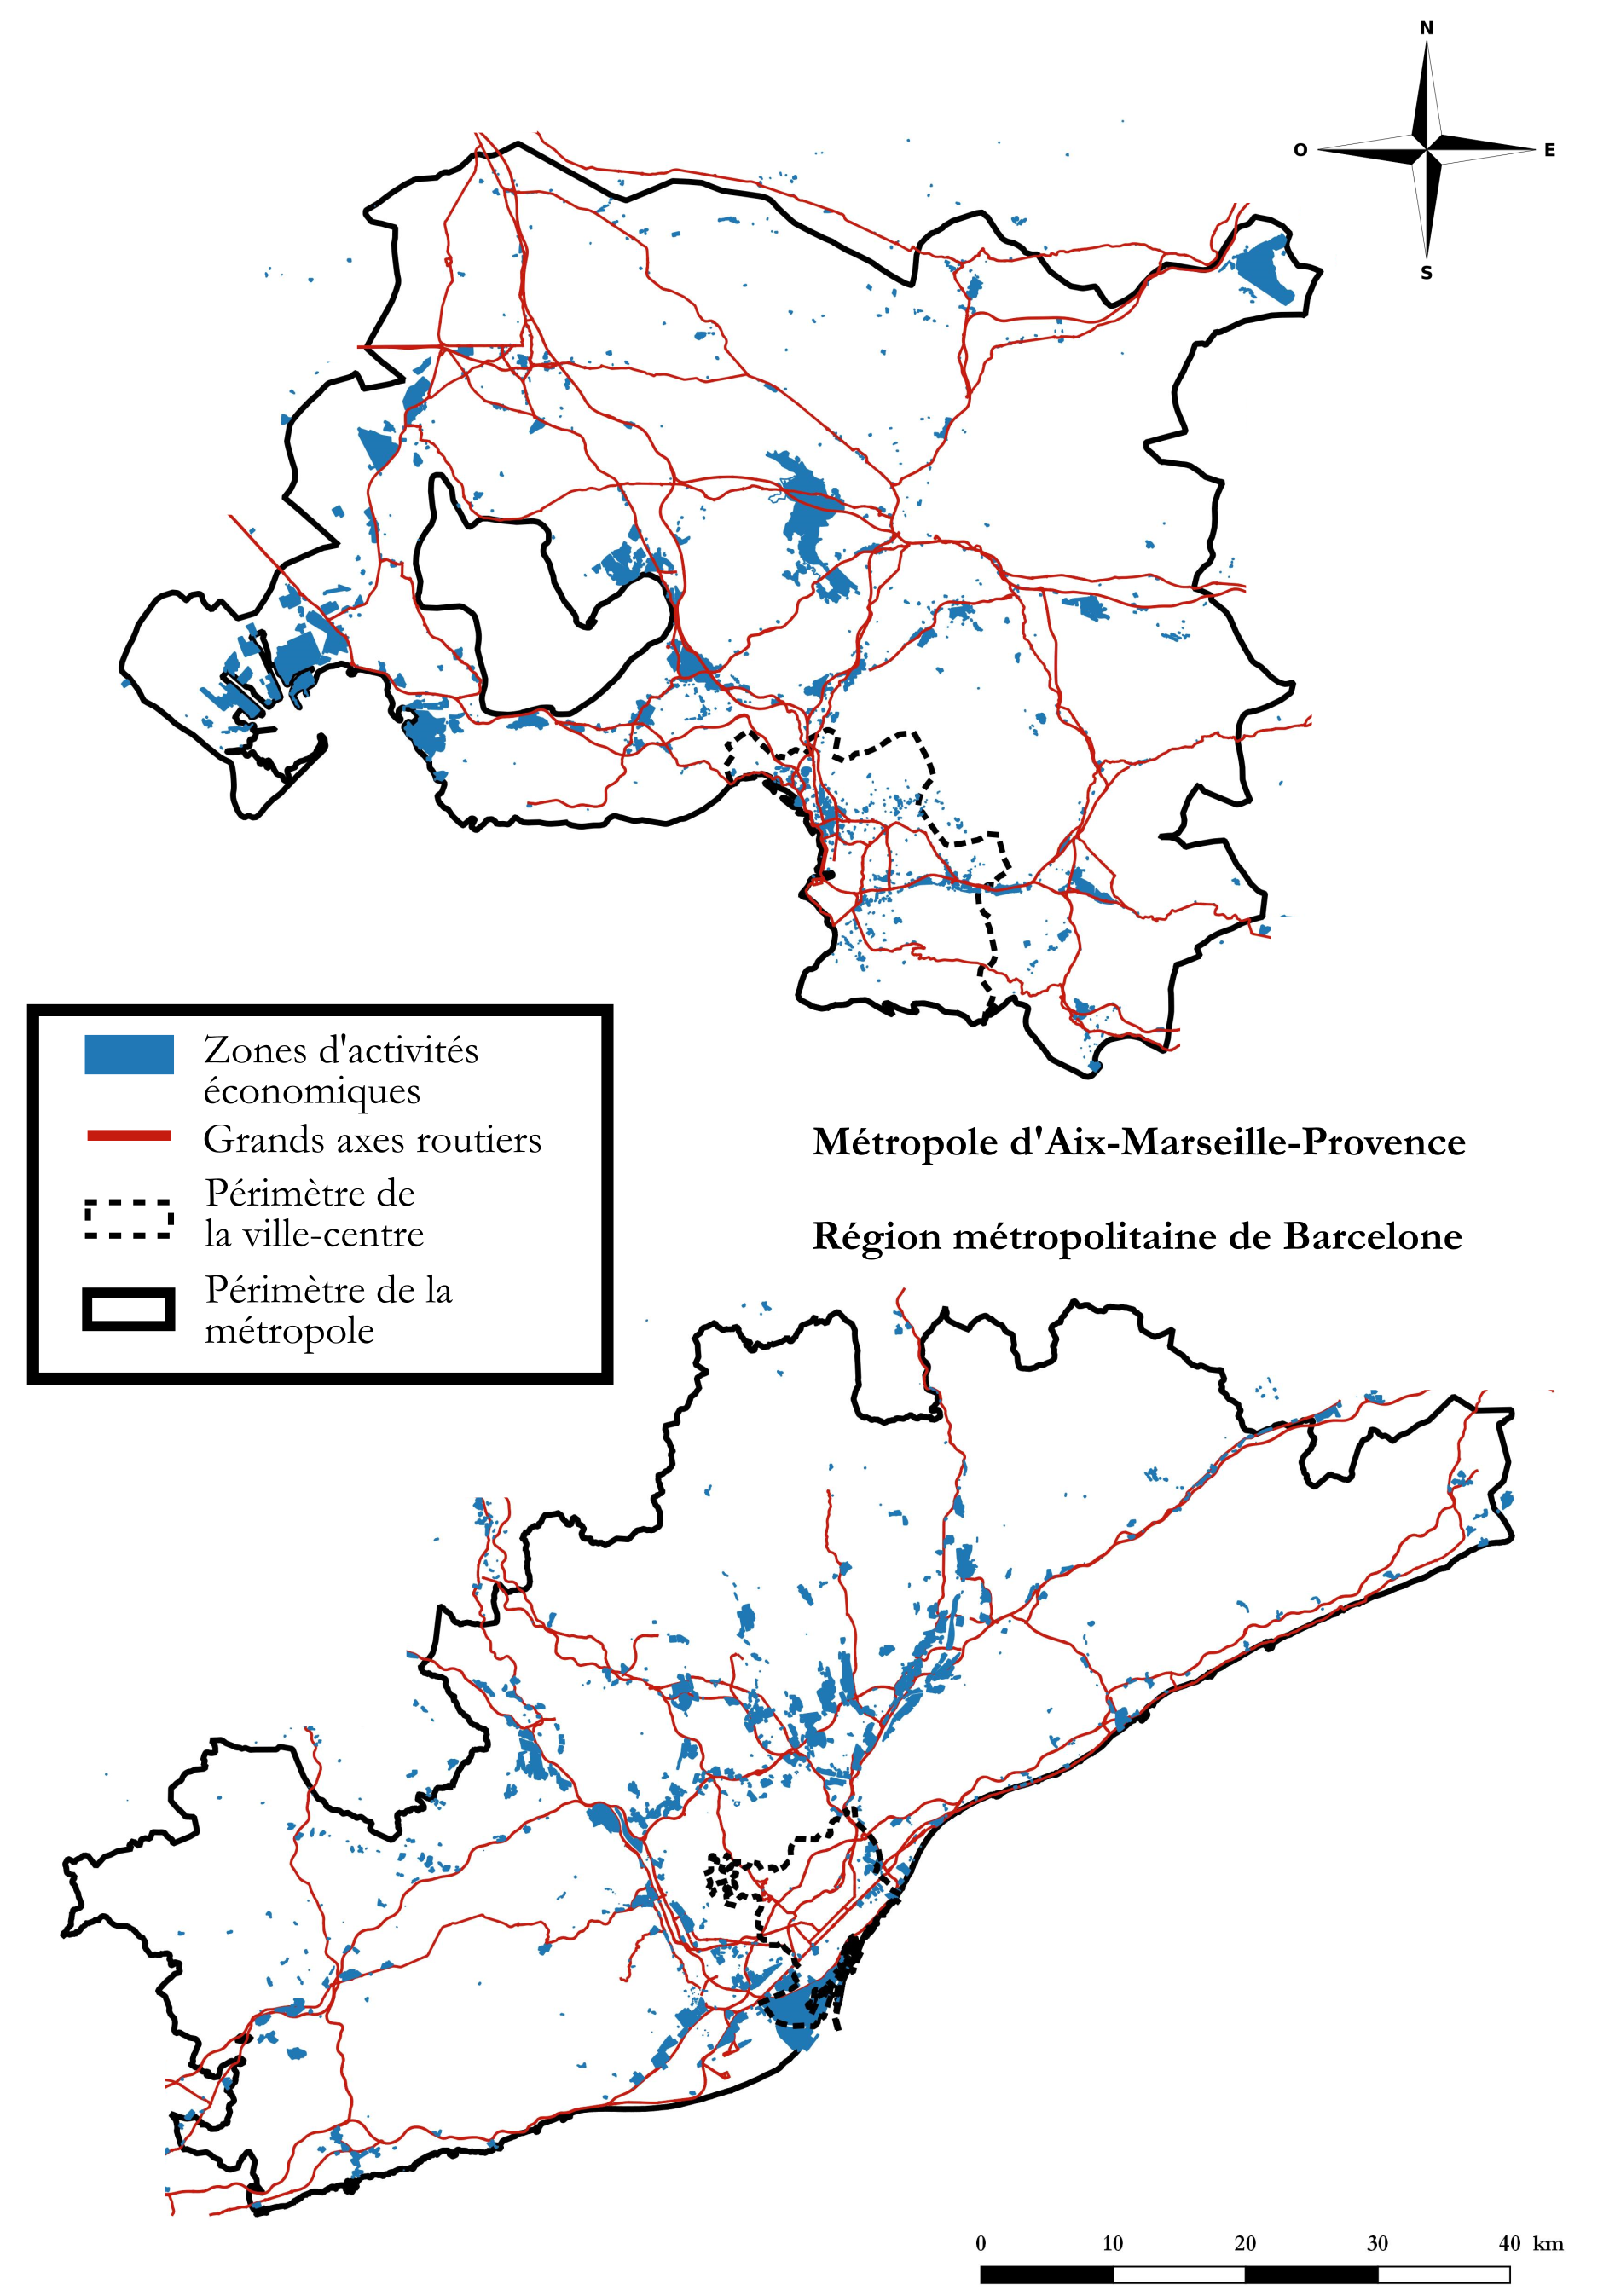 N
O
E
S
Zones d'activités
économiques
Grands axes routiers
Périmètre de
la ville-centre
Périmètre de la
métropole
Métropole d'Aix-Marseille-Provence
Région métropolitaine de Barcelone
0 10 20 30 40 km